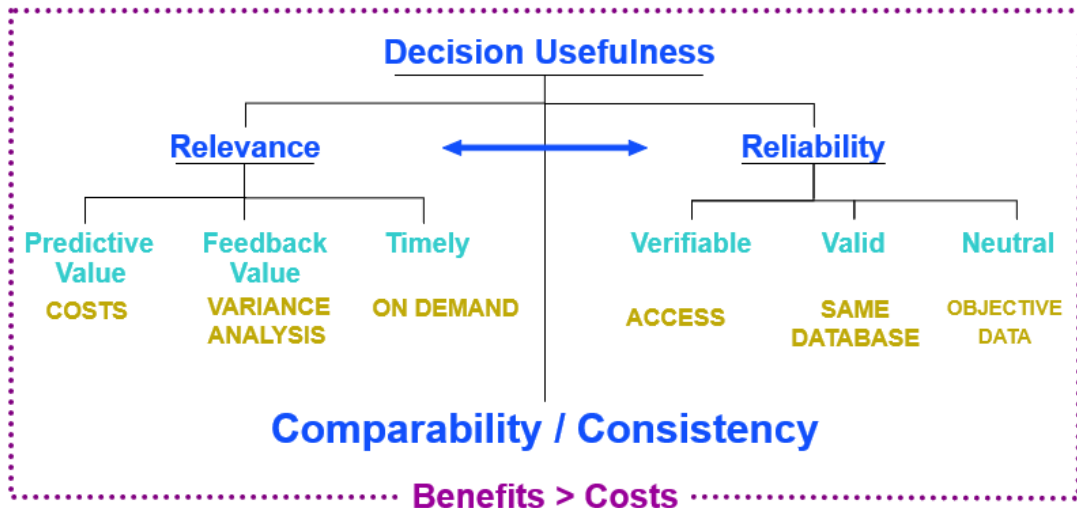 Decision Usefulness
Relevance
Reliability
Predictive
Value
Feedback
Value
Timely
Verifiable
Valid
Neutral
COSTS
VARIANCE
ANALYSIS
ON DEMAND
ACCESS
SAME
DATABASE
OBJECTIVE
DATA
Comparability / Consistency
Benefits > Costs